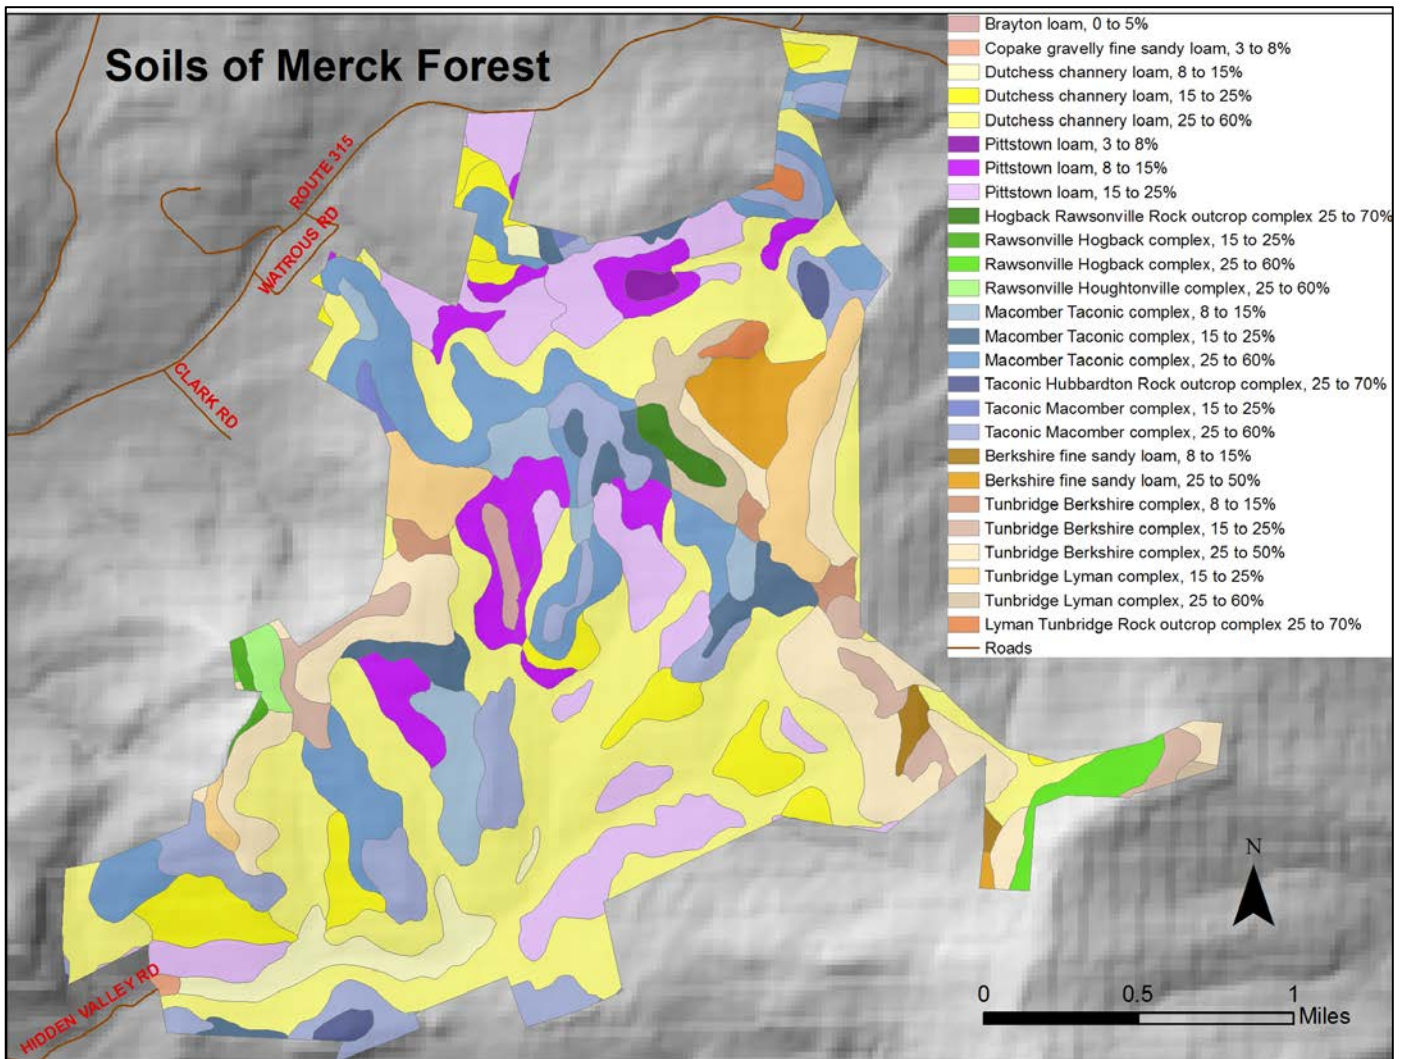 Soils of Merck Forest
ROUTE 315
WATROUS RD
CLARK RD
HIDDEN VALLEY RD
Brayton loam, 0 to 5%
Copake gravelly fine sandy loam, 3 to 8%
Dutchess channery loam, 8 to 15%
Dutchess channery loam, 15 to 25%
Dutchess channery loam, 25 to 60%
Pittstown loam, 3 to 8%
Pittstown loam, 8 to 15%
Pittstown loam, 15 to 25%
Hogback Rawsonville Rock outcrop complex 25 to 70%
Rawsonville Hogback complex, 15 to 25%
Rawsonville Hogback complex, 25 to 60%
Rawsonville Houghtonville complex, 25 to 60%
Macomber Taconic complex, 8 to 15%
Macomber Taconic complex, 15 to 25%
Macomber Taconic complex, 25 to 60%
Taconic Hubbardton Rock outcrop complex, 25 to 70%
Taconic Macomber complex, 15 to 25%
Taconic Macomber complex, 25 to 60%
Berkshire fine sandy loam, 8 to 15%
Berkshire fine sandy loam, 25 to 50%
Tunbridge Berkshire complex, 8 to 15%
Tunbridge Berkshire complex, 15 to 25%
Tunbridge Berkshire complex, 25 to 50%
Tunbridge Lyman complex, 15 to 25%
Tunbridge Lyman complex, 25 to 60%
Lyman Tunbridge Rock outcrop complex 25 to 70%
Roads
N
0 0.5 1
Miles